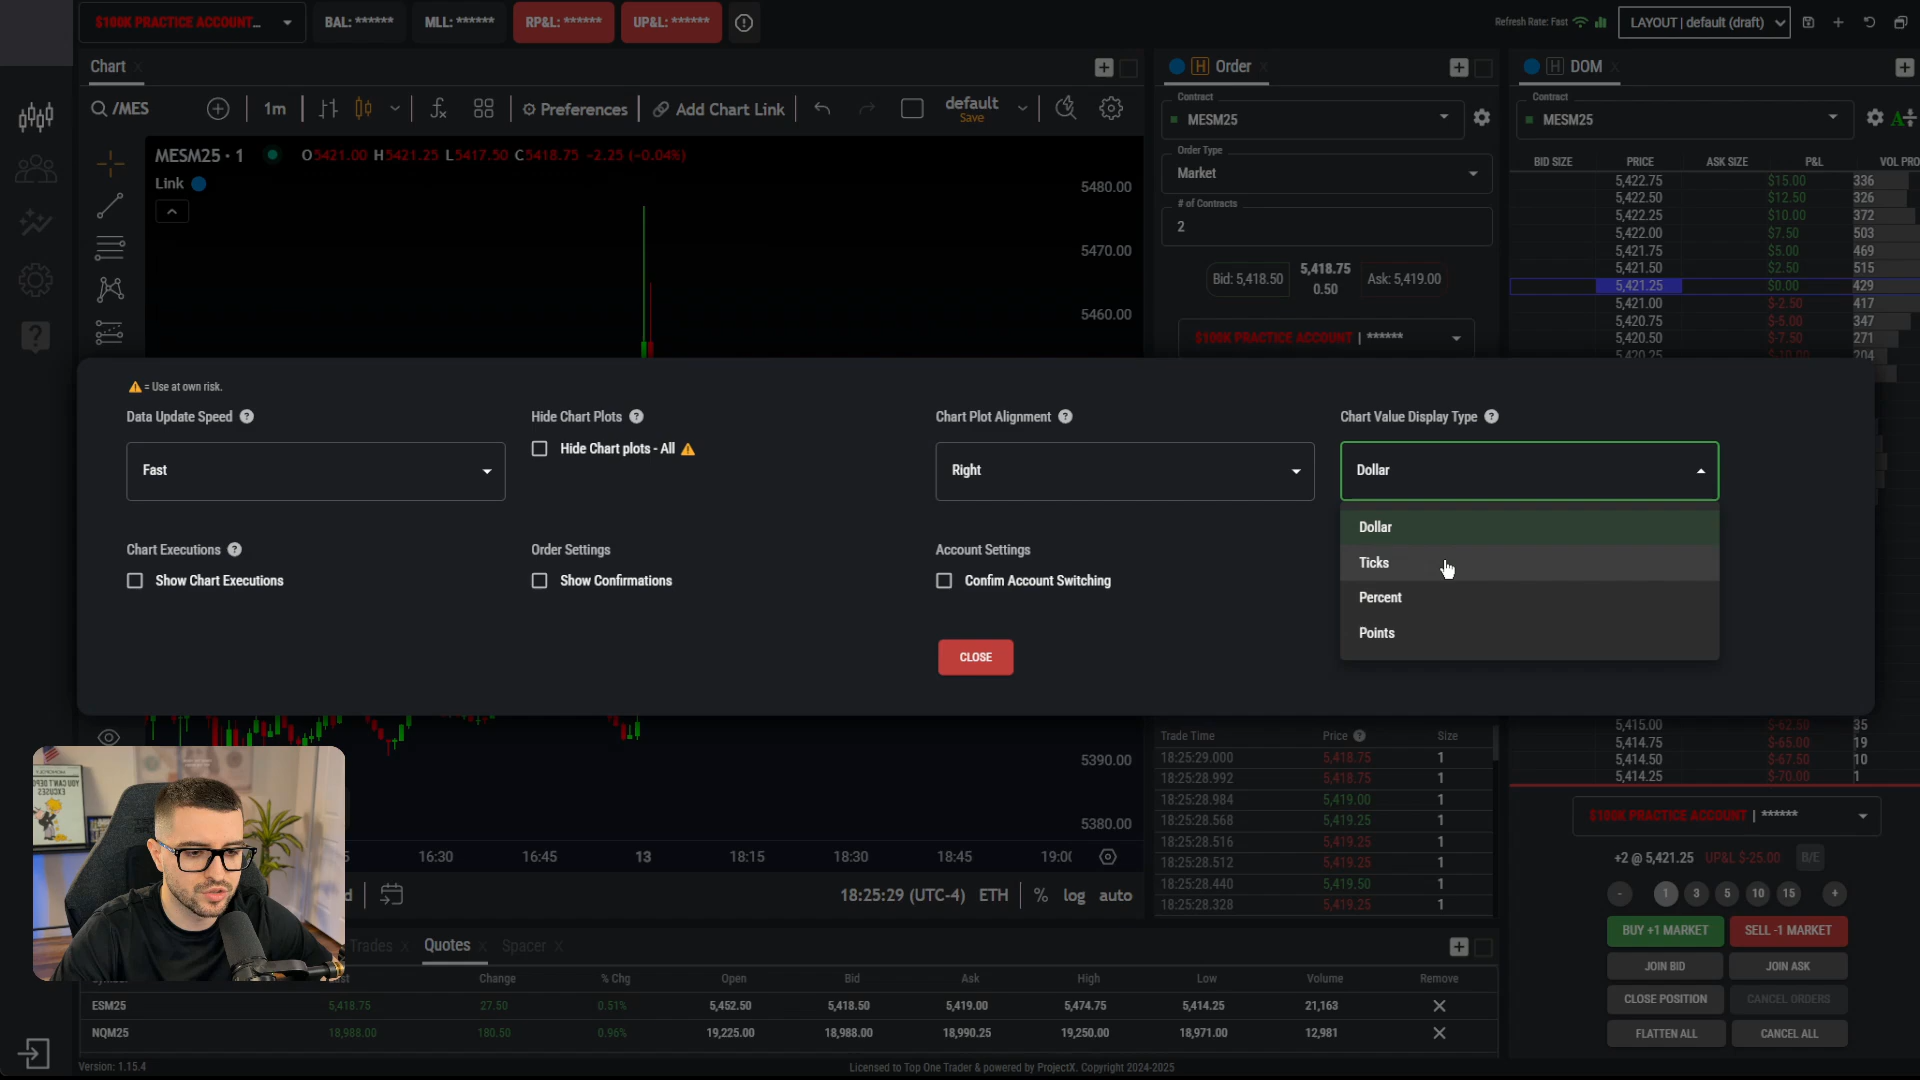 $100K PRACTICE ACCOUNT...
BAL: ******
MLL: ******
RP&L: ******
UP&L: ******
Refresh Rate: Fast
LAYOUT | default (draft)
Chart
/MES
1m
Preferences
Add Chart Link
default
Save
MESM25 · 1
O5421.00 H5421.25 L5417.50 C5418.75 -2.25 (-0.04%)
Link
5480.00
5470.00
5460.00
H Order
Contract
MESM25
Order Type
Market
# of Contracts
2
Bid: 5,418.50
5,418.75
0.50
Ask: 5,419.00
$100K PRACTICE ACCOUNT | ******
H DOM
Contract
MESM25
BID SIZE PRICE ASK SIZE P&L VOL PRO
5,422.75 $15.00 336
5,422.50 $12.50 326
5,422.25 $10.00 372
5,422.00 $7.50 503
5,421.75 $5.00 469
5,421.50 $2.50 515
5,421.25 $0.00 429
5,421.00 $-2.50 417
5,420.75 $-5.00 347
5,420.50 $-7.50 271
5,420.25 $-10.00 204
= Use at own risk.
Data Update Speed ?
Fast
Hide Chart Plots ?
Hide Chart plots - All
Chart Plot Alignment ?
Right
Chart Value Display Type ?
Dollar
Dollar
Ticks
Percent
Points
Chart Executions ?
Show Chart Executions
Order Settings
Show Confirmations
Account Settings
Confim Account Switching
CLOSE
5390.00
5380.00
16:30 16:45 13 18:15 18:30 18:45 19:00
18:25:29 (UTC-4) ETH % log auto
Trade Time Price ? Size
18:25:29.000 5,418.75 1
18:25:28.992 5,418.75 1
18:25:28.984 5,419.00 1
18:25:28.568 5,419.25 1
18:25:28.516 5,419.25 1
18:25:28.512 5,419.25 1
18:25:28.440 5,419.50 1
18:25:28.328 5,419.25 1
5,415.00 $-62.50 35
5,414.75 $-65.00 19
5,414.50 $-67.50 10
5,414.25 $-70.00 1
$100K PRACTICE ACCOUNT | ******
+2 @ 5,421.25 UP&L $-25.00 B/E
- 1 3 5 10 15 +
BUY +1 MARKET
SELL -1 MARKET
JOIN BID
JOIN ASK
CLOSE POSITION
CANCEL ORDERS
FLATTEN ALL
CANCEL ALL
Trades
Quotes
Spacer
Change % Chg Open Bid Ask High Low Volume Remove
ESM25 5,418.75 27.50 0.51% 5,452.50 5,418.50 5,419.00 5,474.75 5,414.25 21,163
NQM25 18,988.00 180.50 0.96% 19,225.00 18,988.00 18,990.25 19,250.00 18,971.00 12,981
Version: 1.15.4
Licensed to Top One Trader & powered by ProjectX. Copyright 2024-2025